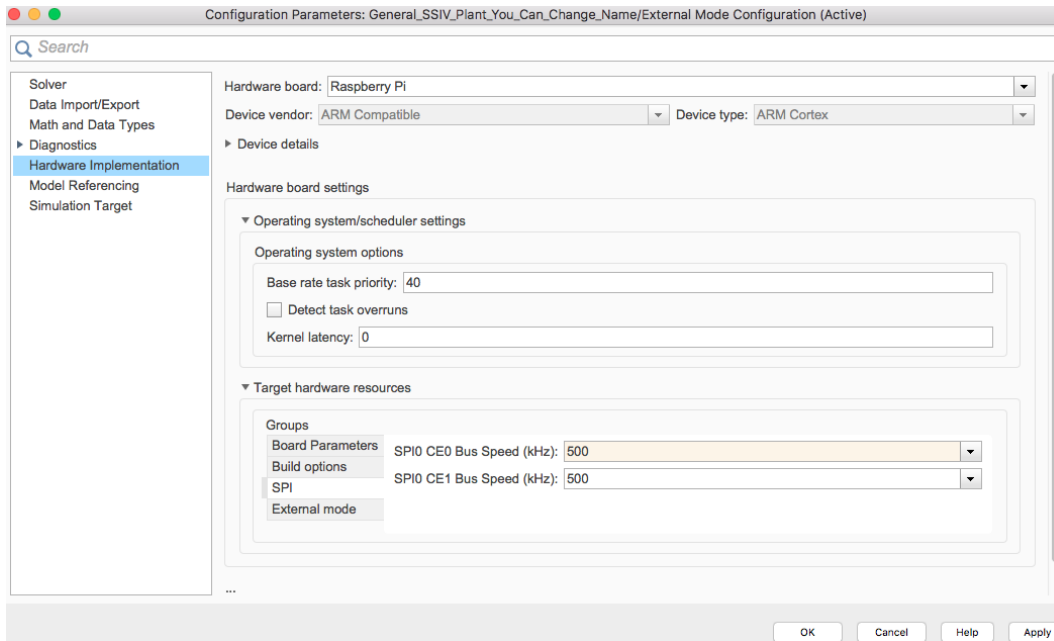 Configuration Parameters: General_SSIV_Plant_You_Can_Change_Name/External Mode Configuration (Active)
Search
Solver
Data Import/Export
Math and Data Types
Diagnostics
Hardware Implementation
Model Referencing
Simulation Target
Hardware board: Raspberry Pi
Device vendor: ARM Compatible Device type: ARM Cortex
Device details
Hardware board settings
Operating system/scheduler settings
Operating system options
Base rate task priority: 40
Detect task overruns
Kernel latency: 0
Target hardware resources
Groups
Board Parameters
Build options
SPI
External mode
SPI0 CE0 Bus Speed (kHz): 500
SPI0 CE1 Bus Speed (kHz): 500
...
OK Cancel Help Apply